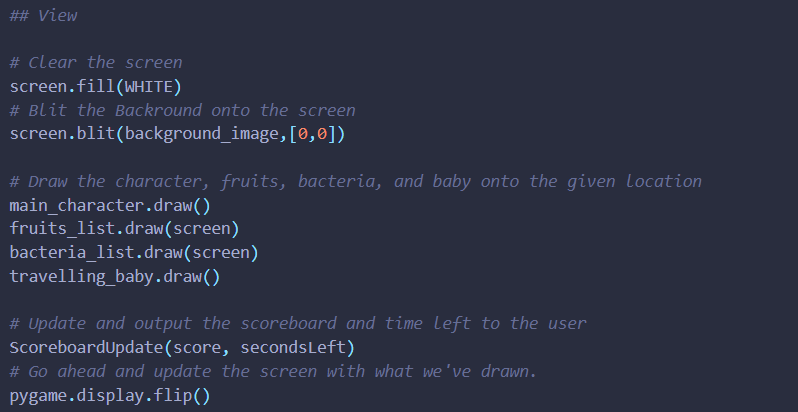 ## View
# Clear the screen
screen.fill(WHITE)
# Blit the Backround onto the screen
screen.blit(background_image,[0,0])
# Draw the character, fruits, bacteria, and baby onto the given location
main_character.draw()
fruits_list.draw(screen)
bacteria_list.draw(screen)
travelling_baby.draw()
# Update and output the scoreboard and time left to the user
ScoreboardUpdate(score, secondsLeft)
# Go ahead and update the screen with what we've drawn.
pygame.display.flip()